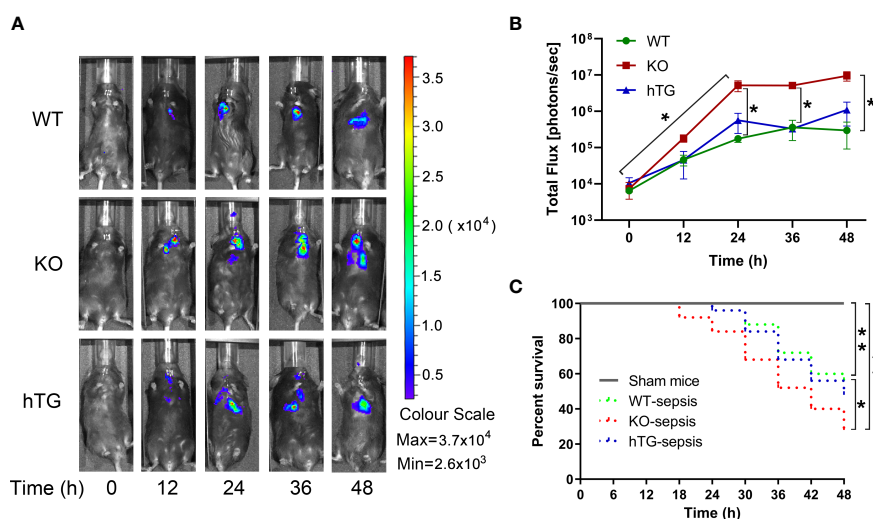 A
WT
KO
hTG
Time (h) 0 12 24 36 48
3.5
3.0
2.5
2.0 ( x10⁴)
1.5
1.0
0.5
Colour Scale
Max=3.7x10⁴
Min=2.6x10³
B
WT
KO
hTG
Total Flux [photons/sec]
10⁸
10⁷
10⁶
10⁵
10⁴
10³
* * * *
0 12 24 36 48
Time (h)
C
Percent survival
100
80
60
40
20
0
Sham mice
WT-sepsis
KO-sepsis
hTG-sepsis
**
*
0 6 12 18 24 30 36 42 48
Time (h)